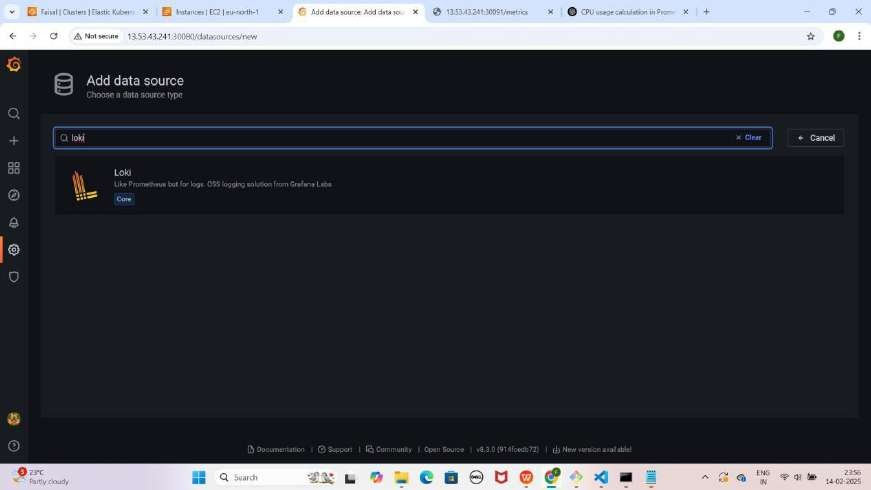 Faisal | Clusters | Elastic Kubern
Instances | EC2 | eu-north-1
Add data source: Add data sou
13.53.43.241:30091/metrics
CPU usage calculation in Prom
Not secure
13.53.43.241:30080/datasources/new
F
Add data source
Choose a data source type
loki
Clear
Cancel
Loki
Like Prometheus but for logs. OSS logging solution from Grafana Labs
Core
Documentation | Support | Community | Open Source | v8.3.0 (914fcedb72) | New version available!
3
23°C
Partly cloudy
Search
ENG
IN
23:56
14-02-2025